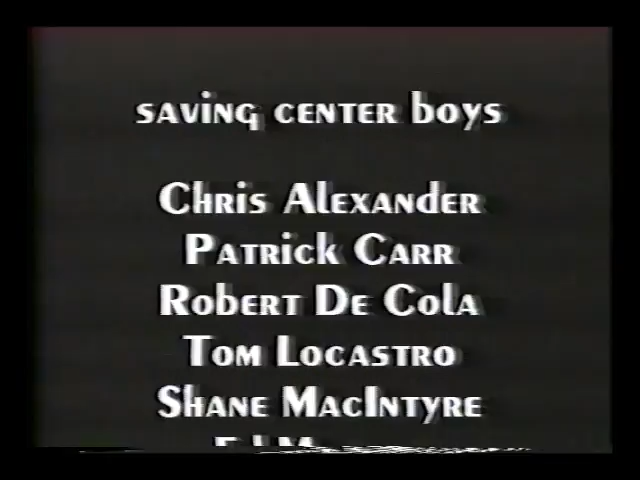 saving center boys
Chris Alexander
Patrick Carr
Robert De Cola
Tom Locastro
Shane MacIntyre